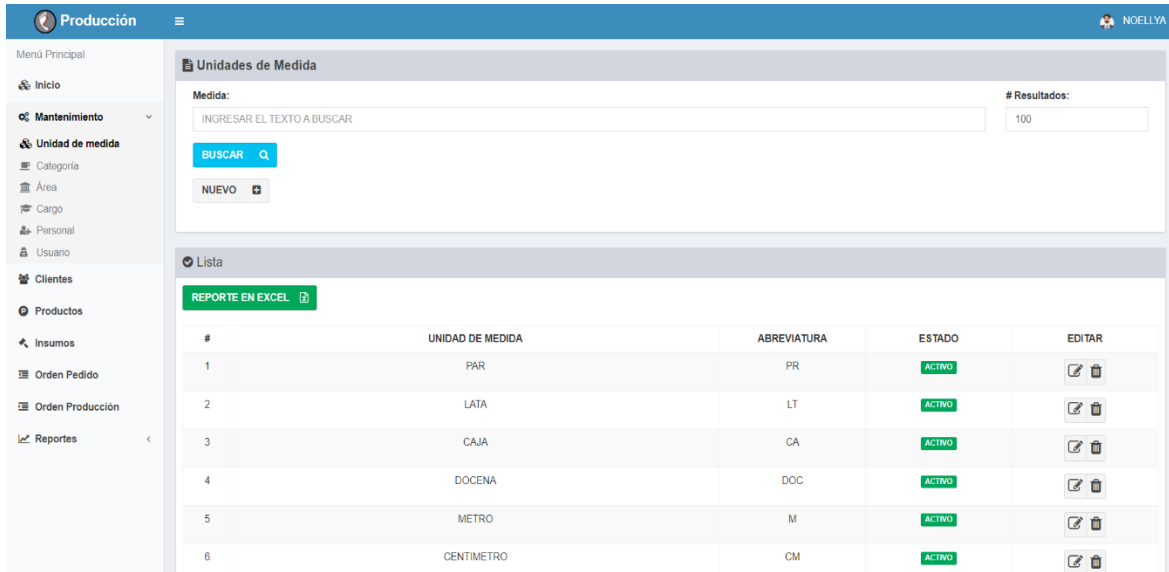 Producción
NOELLYA
Menú Principal
Inicio
Mantenimiento
Unidad de medida
Categoría
Área
Cargo
Personal
Usuario
Clientes
Productos
Insumos
Orden Pedido
Orden Producción
Reportes
Unidades de Medida
Medida: # Resultados:
INGRESAR EL TEXTO A BUSCAR 100
BUSCAR
NUEVO
Lista
REPORTE EN EXCEL
# UNIDAD DE MEDIDA ABREVIATURA ESTADO EDITAR
1 PAR PR ACTIVO
2 LATA LT ACTIVO
3 CAJA CA ACTIVO
4 DOCENA DOC ACTIVO
5 METRO M ACTIVO
6 CENTIMETRO CM ACTIVO